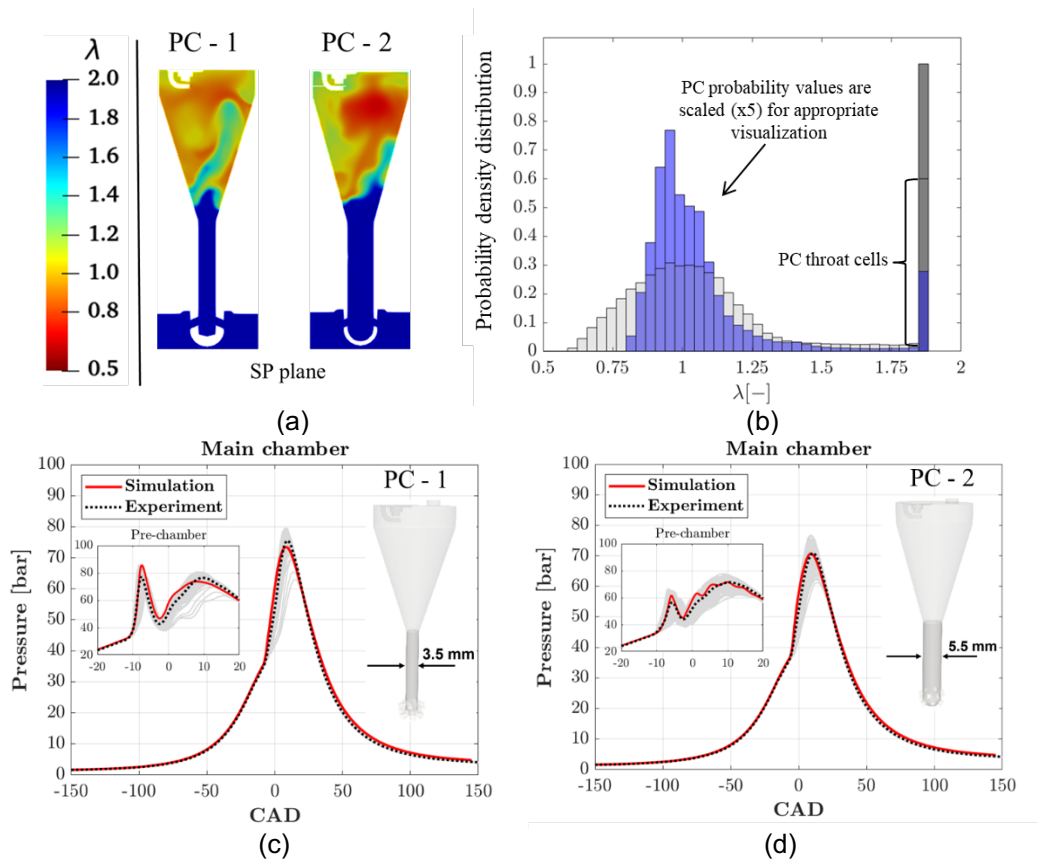 λ
PC - 1
PC - 2
2.0
1.8
1.6
1.4
1.2
1.0
0.8
0.5
SP plane
(a)
Probability density distribution
1
0.9
0.8
0.7
0.6
0.5
0.4
0.3
0.2
0.1
0
0.5
0.75
1
1.25
1.5
1.75
2
λ[−]
PC probability values are
scaled (x5) for appropriate
visualization
PC throat cells
(b)
Main chamber
Pressure [bar]
100
90
80
70
60
50
40
30
20
10
0
-150
-100
-50
0
50
100
150
CAD
Simulation
Experiment
PC - 1
Pre-chamber
100
80
60
40
20
-20
-10
0
10
20
3.5 mm
(c)
Main chamber
Pressure [bar]
100
90
80
70
60
50
40
30
20
10
0
-150
-100
-50
0
50
100
150
CAD
Simulation
Experiment
PC - 2
Pre-chamber
100
80
60
40
20
-20
-10
0
10
20
5.5 mm
(d)